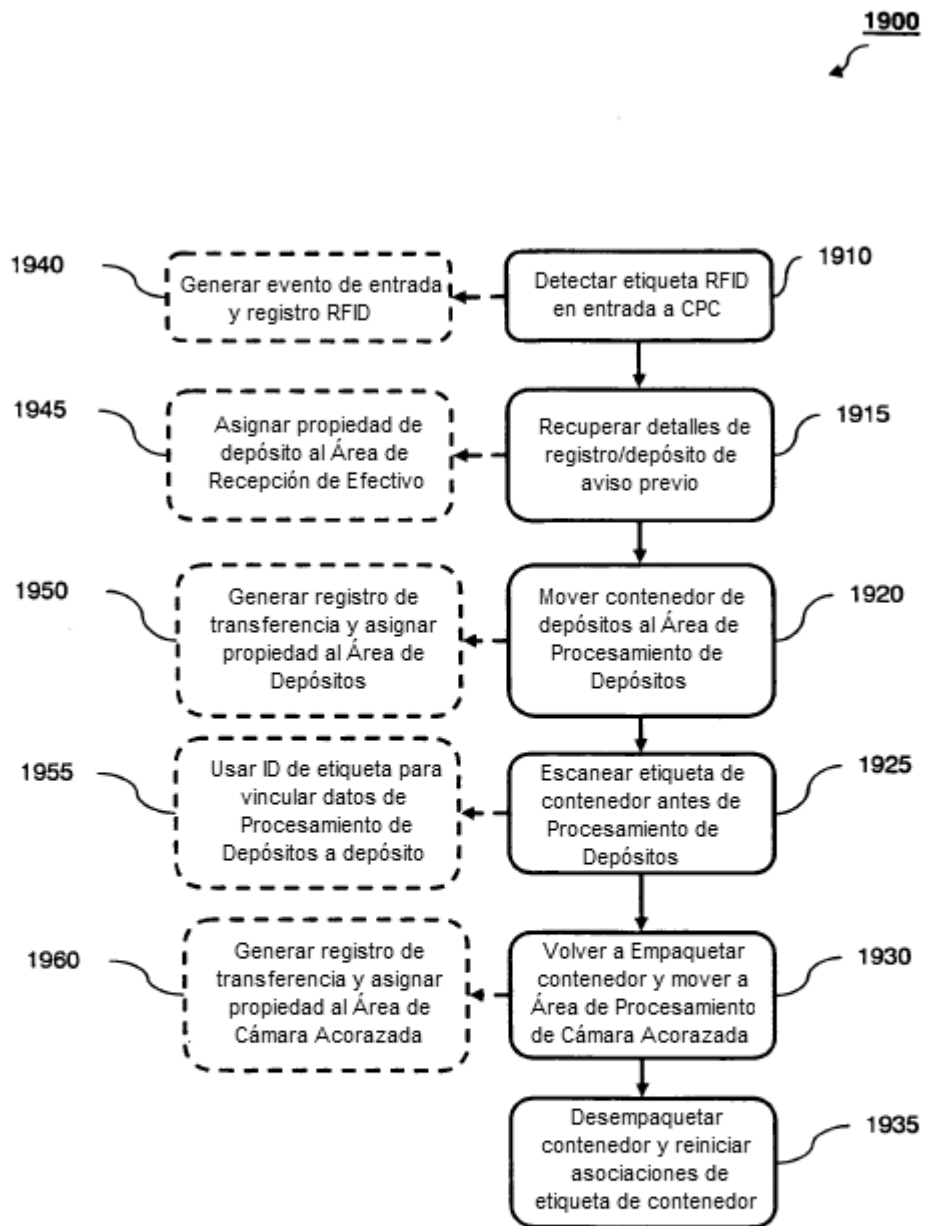 1900
1940
Generar evento de entrada
y registro RFID
Detectar etiqueta RFID
en entrada a CPC
1910
1945
Asignar propiedad de
depósito al Área de
Recepción de Efectivo
Recuperar detalles de
registro/depósito de
aviso previo
1915
1950
Generar registro de
transferencia y asignar
propiedad al Área de
Depósitos
Mover contenedor de
depósitos al Área de
Procesamiento de
Depósitos
1920
1955
Usar ID de etiqueta para
vincular datos de
Procesamiento de
Depósitos a depósito
Escanear etiqueta de
contenedor antes de
Procesamiento de
Depósitos
1925
1960
Generar registro de
transferencia y asignar
propiedad al Área de
Cámara Acorazada
Volver a Empaquetar
contenedor y mover a
Área de Procesamiento
de Cámara Acorazada
1930
Desempaquetar
contenedor y reiniciar
asociaciones de
etiqueta de contenedor
1935